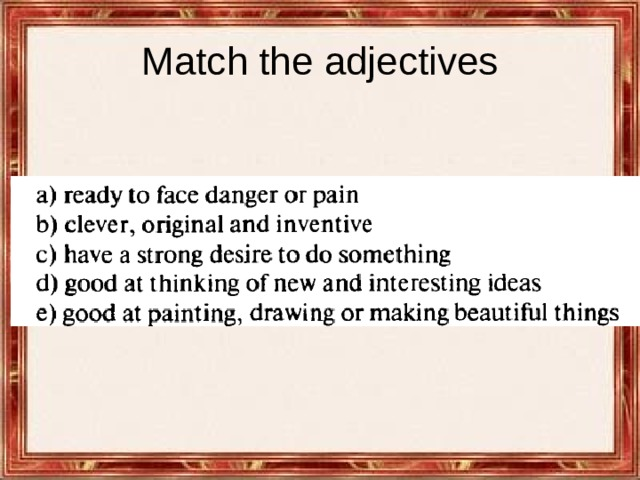 Match the adjectives
a) ready to face danger or pain
b) clever, original and inventive
c) have a strong desire to do something
d) good at thinking of new and interesting ideas
e) good at painting, drawing or making beautiful things